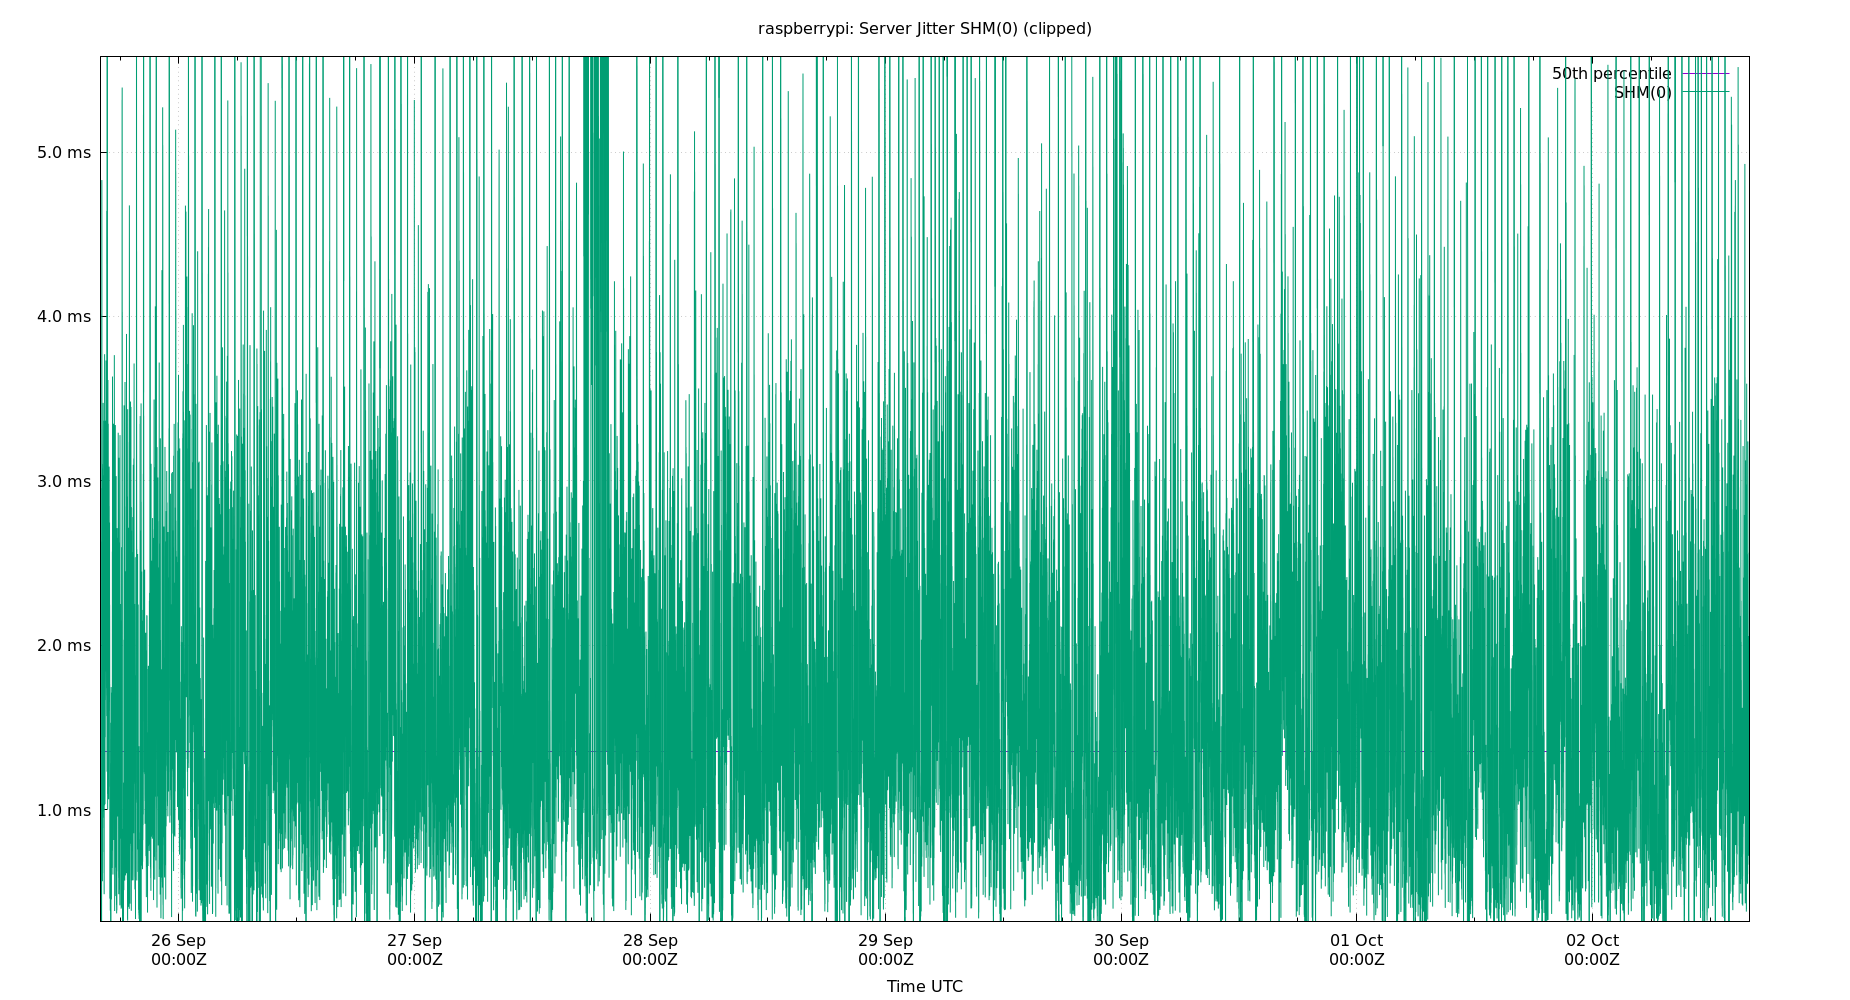 raspberrypi: Server Jitter SHM(0) (clipped)
50th percentile
SHM(0)
5.0 ms
4.0 ms
3.0 ms
2.0 ms
1.0 ms
26 Sep 27 Sep 28 Sep 29 Sep 30 Sep 01 Oct 02 Oct
00:00Z 00:00Z 00:00Z 00:00Z 00:00Z 00:00Z 00:00Z
Time UTC